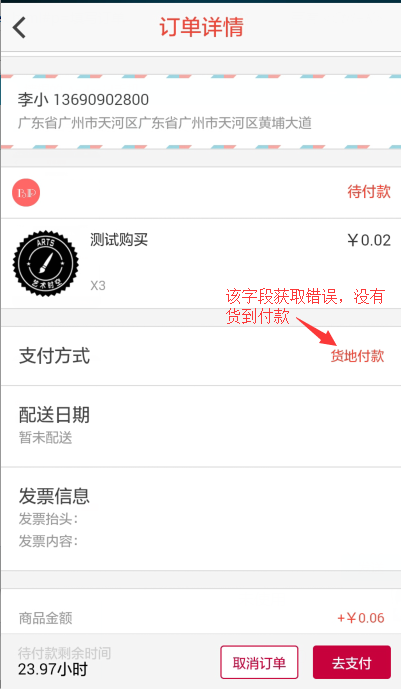 订单详情
李小 13690902800
广东省广州市天河区广东省广州市天河区黄埔大道
待付款
ARTS
艺术时空
测试购买
￥0.02
X3
该字段获取错误，没有
货到付款
支付方式
货地付款
配送日期
暂未配送
发票信息
发票抬头：
发票内容：
商品金额
+￥0.06
待付款剩余时间
23.97小时
取消订单
去支付